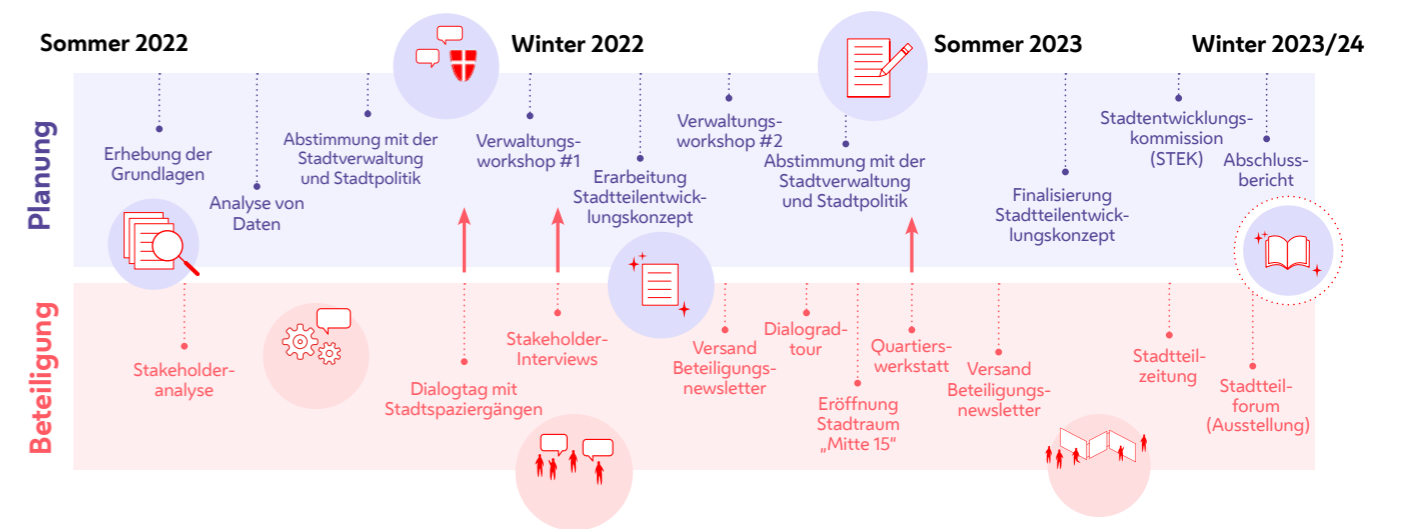 Sommer 2022
Winter 2022
Sommer 2023
Winter 2023/24
Planung
Erhebung der
Grundlagen
Analyse von
Daten
Abstimmung mit der
Stadtverwaltung
und Stadtpolitik
Verwaltungs-
workshop #1
Erarbeitung
Stadtteilentwick-
lungskonzept
Verwaltungs-
workshop #2
Abstimmung mit der
Stadtverwaltung
und Stadtpolitik
Finalisierung
Stadtteilentwick-
lungskonzept
Stadtentwicklungs-
kommission
(STEK)
Abschluss-
bericht
Beteiligung
Stakeholder-
analyse
Dialogtag mit
Stadtspaziergängen
Stakeholder-
Interviews
Versand
Beteiligungs-
newsletter
Dialograd-
tour
Eröffnung
Stadtraum
„Mitte 15“
Quartiers-
werkstatt
Versand
Beteiligungs-
newsletter
Stadtteil-
zeitung
Stadtteil-
forum
(Ausstellung)